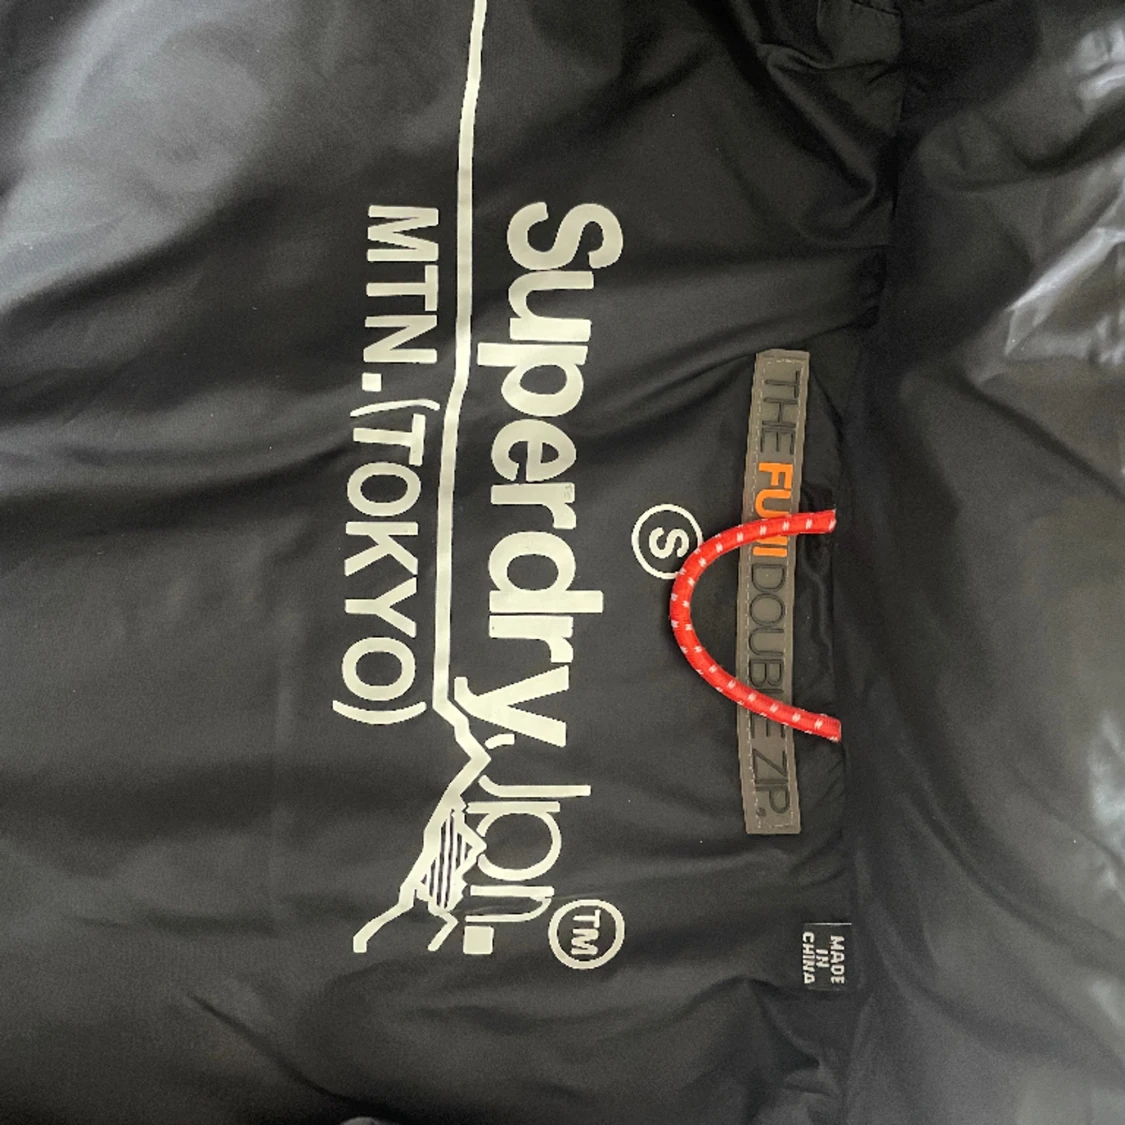 THE FUJI DOUBLE ZIP.
MADE
IN
CHINA
S
TM
Superdry.Jpn.
MTN.(TOKYO)